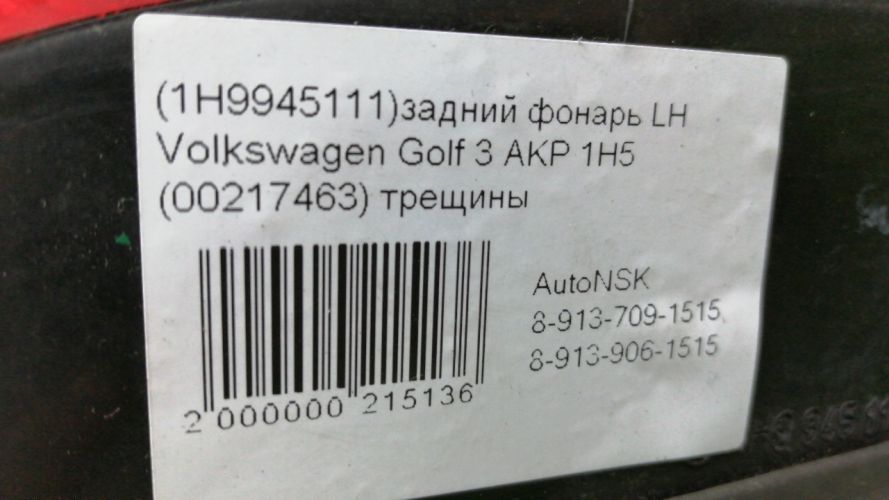 (1H9945111)задний фонарь LH
Volkswagen Golf 3 AKP 1H5
(00217463) трещины
AutoNSK
8-913-709-1515
8-913-906-1515
2 000000 215136